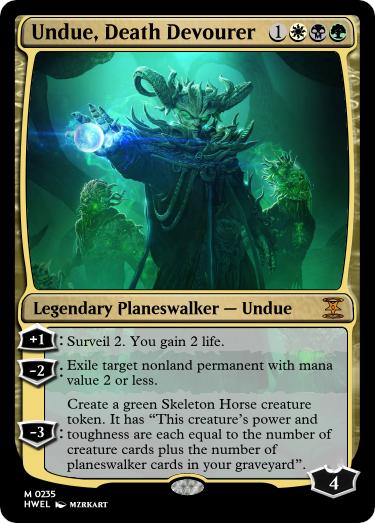 Undue, Death Devourer 1
Legendary Planeswalker — Undue
+1: Surveil 2. You gain 2 life.
-2: Exile target nonland permanent with mana
value 2 or less.
Create a green Skeleton Horse creature
token. It has “This creature’s power and
-3: toughness are each equal to the number of
creature cards plus the number of
planeswalker cards in your graveyard”.
4
M 0235
HWEL MZRKART